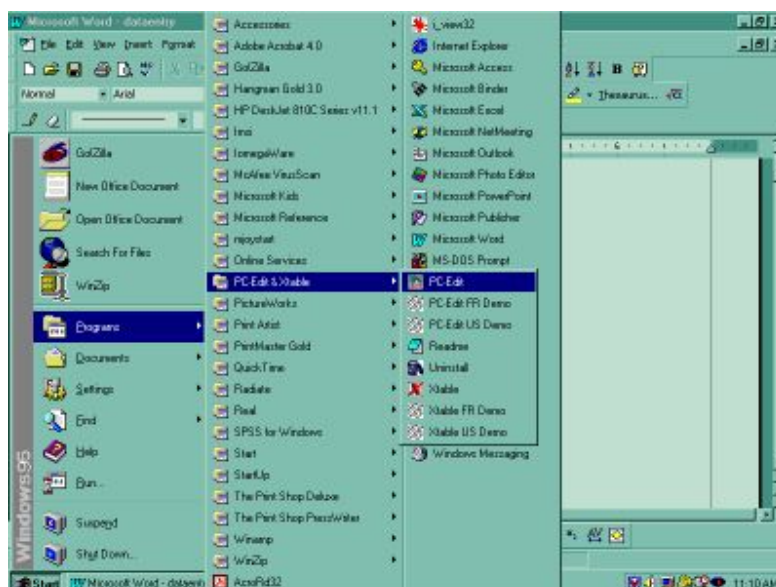 Microsoft Word - dataentry
File Edit View Insert Format
Normal
Arial
B
Thesaurus...
6
Go!Zilla
New Office Document
Open Office Document
Search For Files
WinZip
Programs
Documents
Settings
Find
Help
Run...
Suspend
Shut Down...
Windows95
Accessories
Adobe Acrobat 4.0
Go!Zilla
Hangman Gold 3.0
HP DeskJet 810C Series v11.1
Imsi
IomegaWare
McAfee VirusScan
Microsoft Kids
Microsoft Reference
njoystart
Online Services
PC-Edit & Xtable
PictureWorks
Print Artist
PrintMaster Gold
QuickTime
Radiate
Real
SPSS for Windows
Start
StartUp
The Print Shop Deluxe
The Print Shop PressWriter
Winamp
WinZip
AcroRd32
i_view32
Internet Explorer
Microsoft Access
Microsoft Binder
Microsoft Excel
Microsoft NetMeeting
Microsoft Outlook
Microsoft Photo Editor
Microsoft PowerPoint
Microsoft Publisher
Microsoft Word
MS-DOS Prompt
PC-Edit
PC-Edit FR Demo
PC-Edit US Demo
Readme
Uninstall
Xtable
Xtable FR Demo
Xtable US Demo
Windows Messaging
Start
Microsoft Word - dataen
11:10 AM